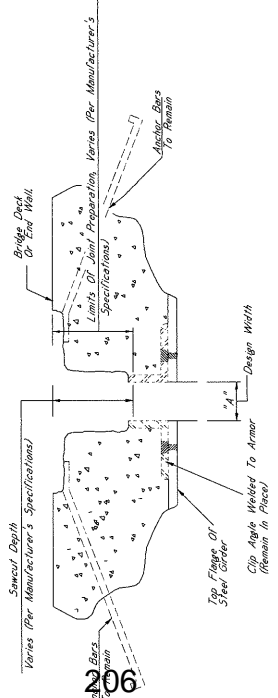 Sawcut Depth
Varies (Per Manufacturer's Specifications)
Bridge Deck
Or End Wall
Limits Of Joint Preparation, Varies (Per Manufacturer's
Specifications)
Anchor Bars
To Remain
Bars
Remain
"A"
Design Width
Top Flange Of
Steel Girder
Clip Angle Welded To Armor
(Remain In Place)
206